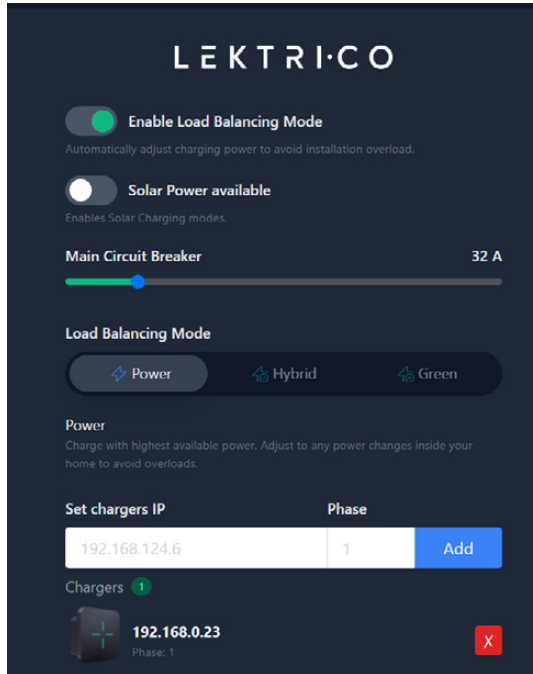 LEKTRI·CO
Enable Load Balancing Mode
Automatically adjust charging power to avoid installation overload.
Solar Power available
Enables Solar Charging modes.
Main Circuit Breaker 32 A
Load Balancing Mode
Power Hybrid Green
Power
Charge with highest available power. Adjust to any power changes inside your
home to avoid overloads.
Set chargers IP Phase
192.168.124.6 1 Add
Chargers 1
192.168.0.23 X
Phase: 1